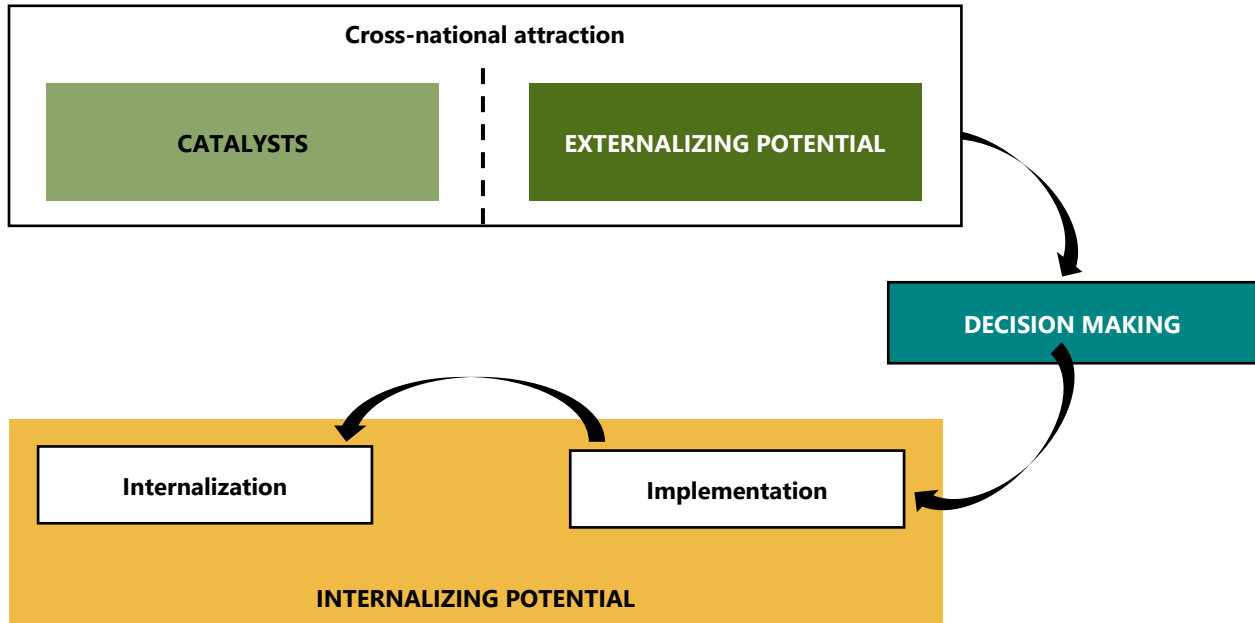 Cross-national attraction
CATALYSTS
EXTERNALIZING POTENTIAL
DECISION MAKING
Internalization
Implementation
INTERNALIZING POTENTIAL